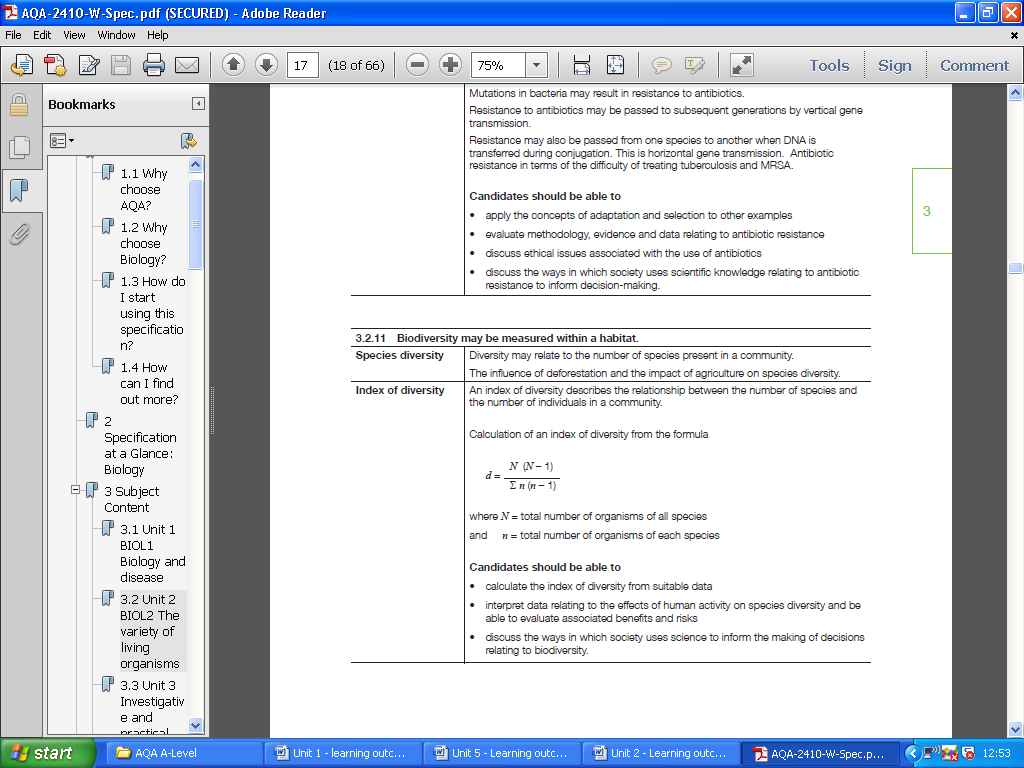 AQA-2410-W-Spec.pdf (SECURED) - Adobe Reader
File Edit View Window Help
17 (18 of 66) 75% Tools Sign Comment
Bookmarks
1.1 Why
choose
AQA?
1.2 Why
choose
Biology?
1.3 How do
I start
using this
specificatio
n?
1.4 How
can I find
out more?
2
Specification
at a Glance:
Biology
3 Subject
Content
3.1 Unit 1
BIOL1
Biology and
disease
3.2 Unit 2
BIOL2 The
variety of
living
organisms
3.3 Unit 3
Investigativ
e and
practical
Mutations in bacteria may result in resistance to antibiotics.
Resistance to antibiotics may be passed to subsequent generations by vertical gene
transmission.
Resistance may also be passed from one species to another when DNA is
transferred during conjugation. This is horizontal gene transmission. Antibiotic
resistance in terms of the difficulty of treating tuberculosis and MRSA.
Candidates should be able to
• apply the concepts of adaptation and selection to other examples
• evaluate methodology, evidence and data relating to antibiotic resistance
• discuss ethical issues associated with the use of antibiotics
• discuss the ways in which society uses scientific knowledge relating to antibiotic
resistance to inform decision-making.
3
3.2.11 Biodiversity may be measured within a habitat.
Species diversity Diversity may relate to the number of species present in a community.
The influence of deforestation and the impact of agriculture on species diversity.
Index of diversity An index of diversity describes the relationship between the number of species and
the number of individuals in a community.
Calculation of an index of diversity from the formula
d = N (N – 1)
Σ n (n – 1)
where N = total number of organisms of all species
and n = total number of organisms of each species
Candidates should be able to
• calculate the index of diversity from suitable data
• interpret data relating to the effects of human activity on species diversity and be
able to evaluate associated benefits and risks
• discuss the ways in which society uses science to inform the making of decisions
relating to biodiversity.
start AQA A-Level Unit 1 - learning outc... Unit 5 - Learning outc... Unit 2 - Learning outc... AQA-2410-W-Spec.p... 12:53